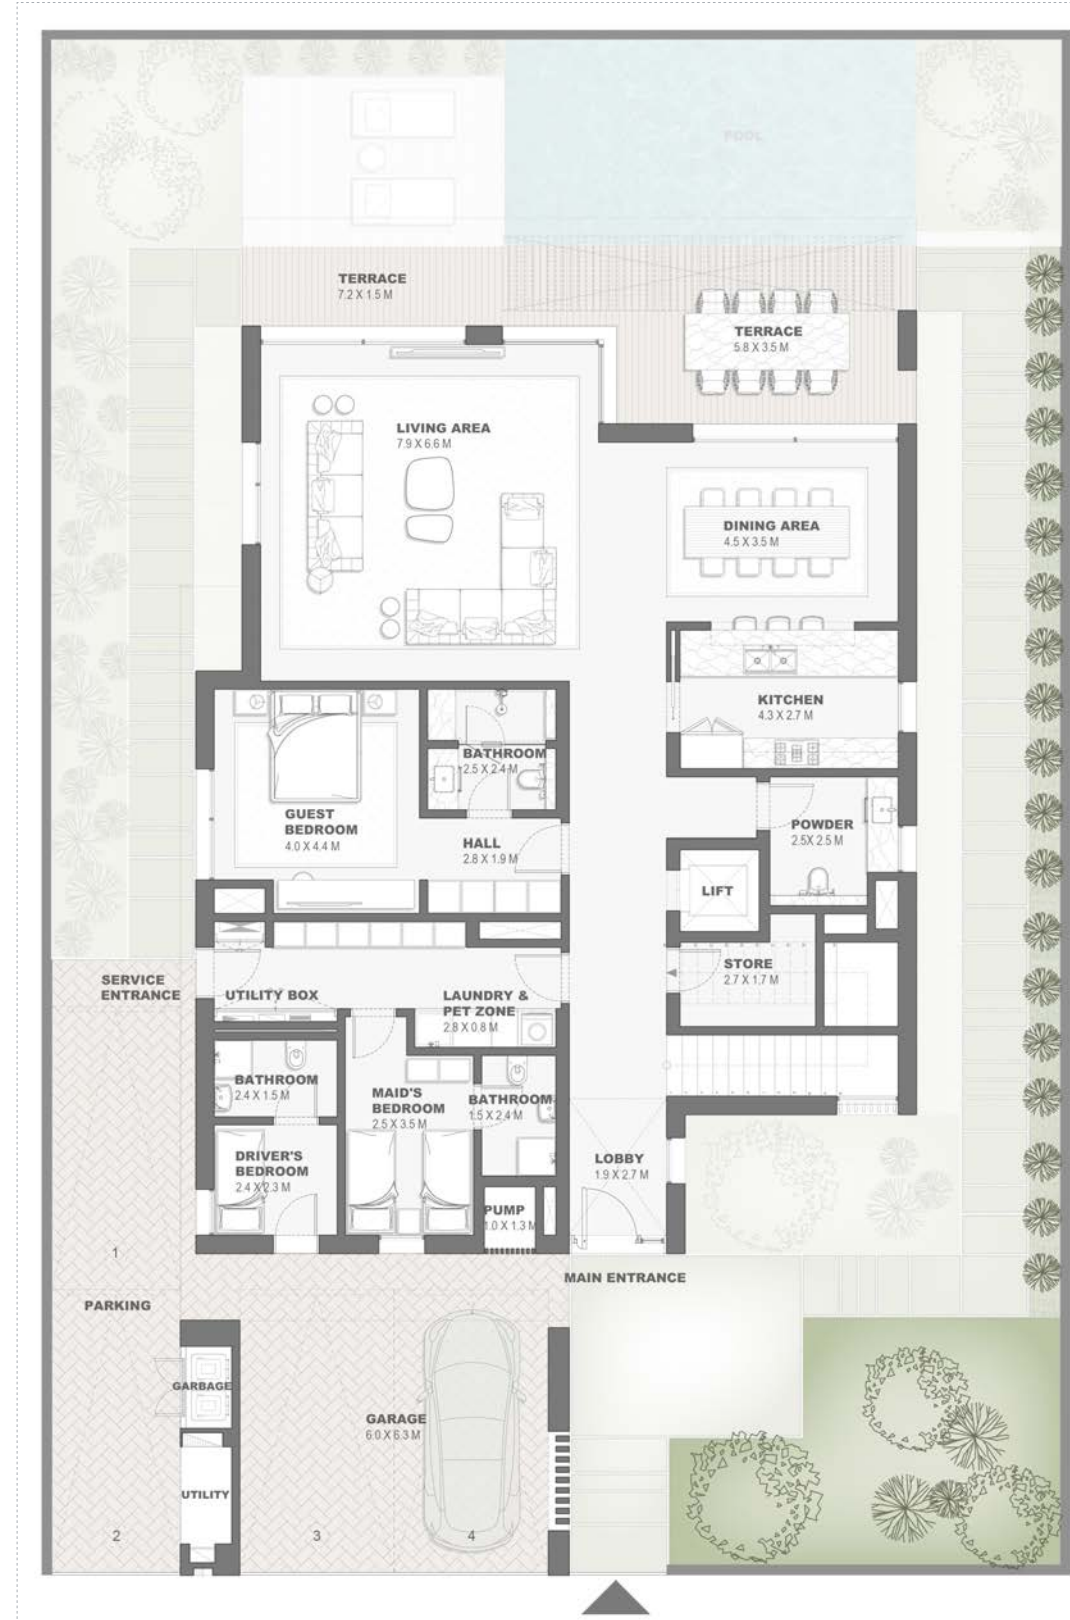 POOL
TERRACE
7.2 X 1.5 M
TERRACE
5.8 X 3.5 M
LIVING AREA
7.9 X 6.6 M
DINING AREA
4.5 X 3.5 M
KITCHEN
4.3 X 2.7 M
BATHROOM
2.5 X 2.4 M
GUEST
BEDROOM
4.0 X 4.4 M
HALL
2.8 X 1.9 M
POWDER
2.5X 2.5 M
LIFT
STORE
2.7 X 1.7 M
SERVICE
ENTRANCE
UTILITY BOX
LAUNDRY &
PET ZONE
2.8 X 0.8 M
BATHROOM
2.4 X 1.5 M
MAID'S
BEDROOM
2.5 X 3.5 M
BATHROOM
1.5 X 2.4 M
DRIVER'S
BEDROOM
2.4 X 2.3 M
LOBBY
1.9 X 2.7 M
PUMP
1.0 X 1.3 M
1
MAIN ENTRANCE
PARKING
GARBAGE
GARAGE
6.0 X 6.3 M
UTILITY
2
3
4